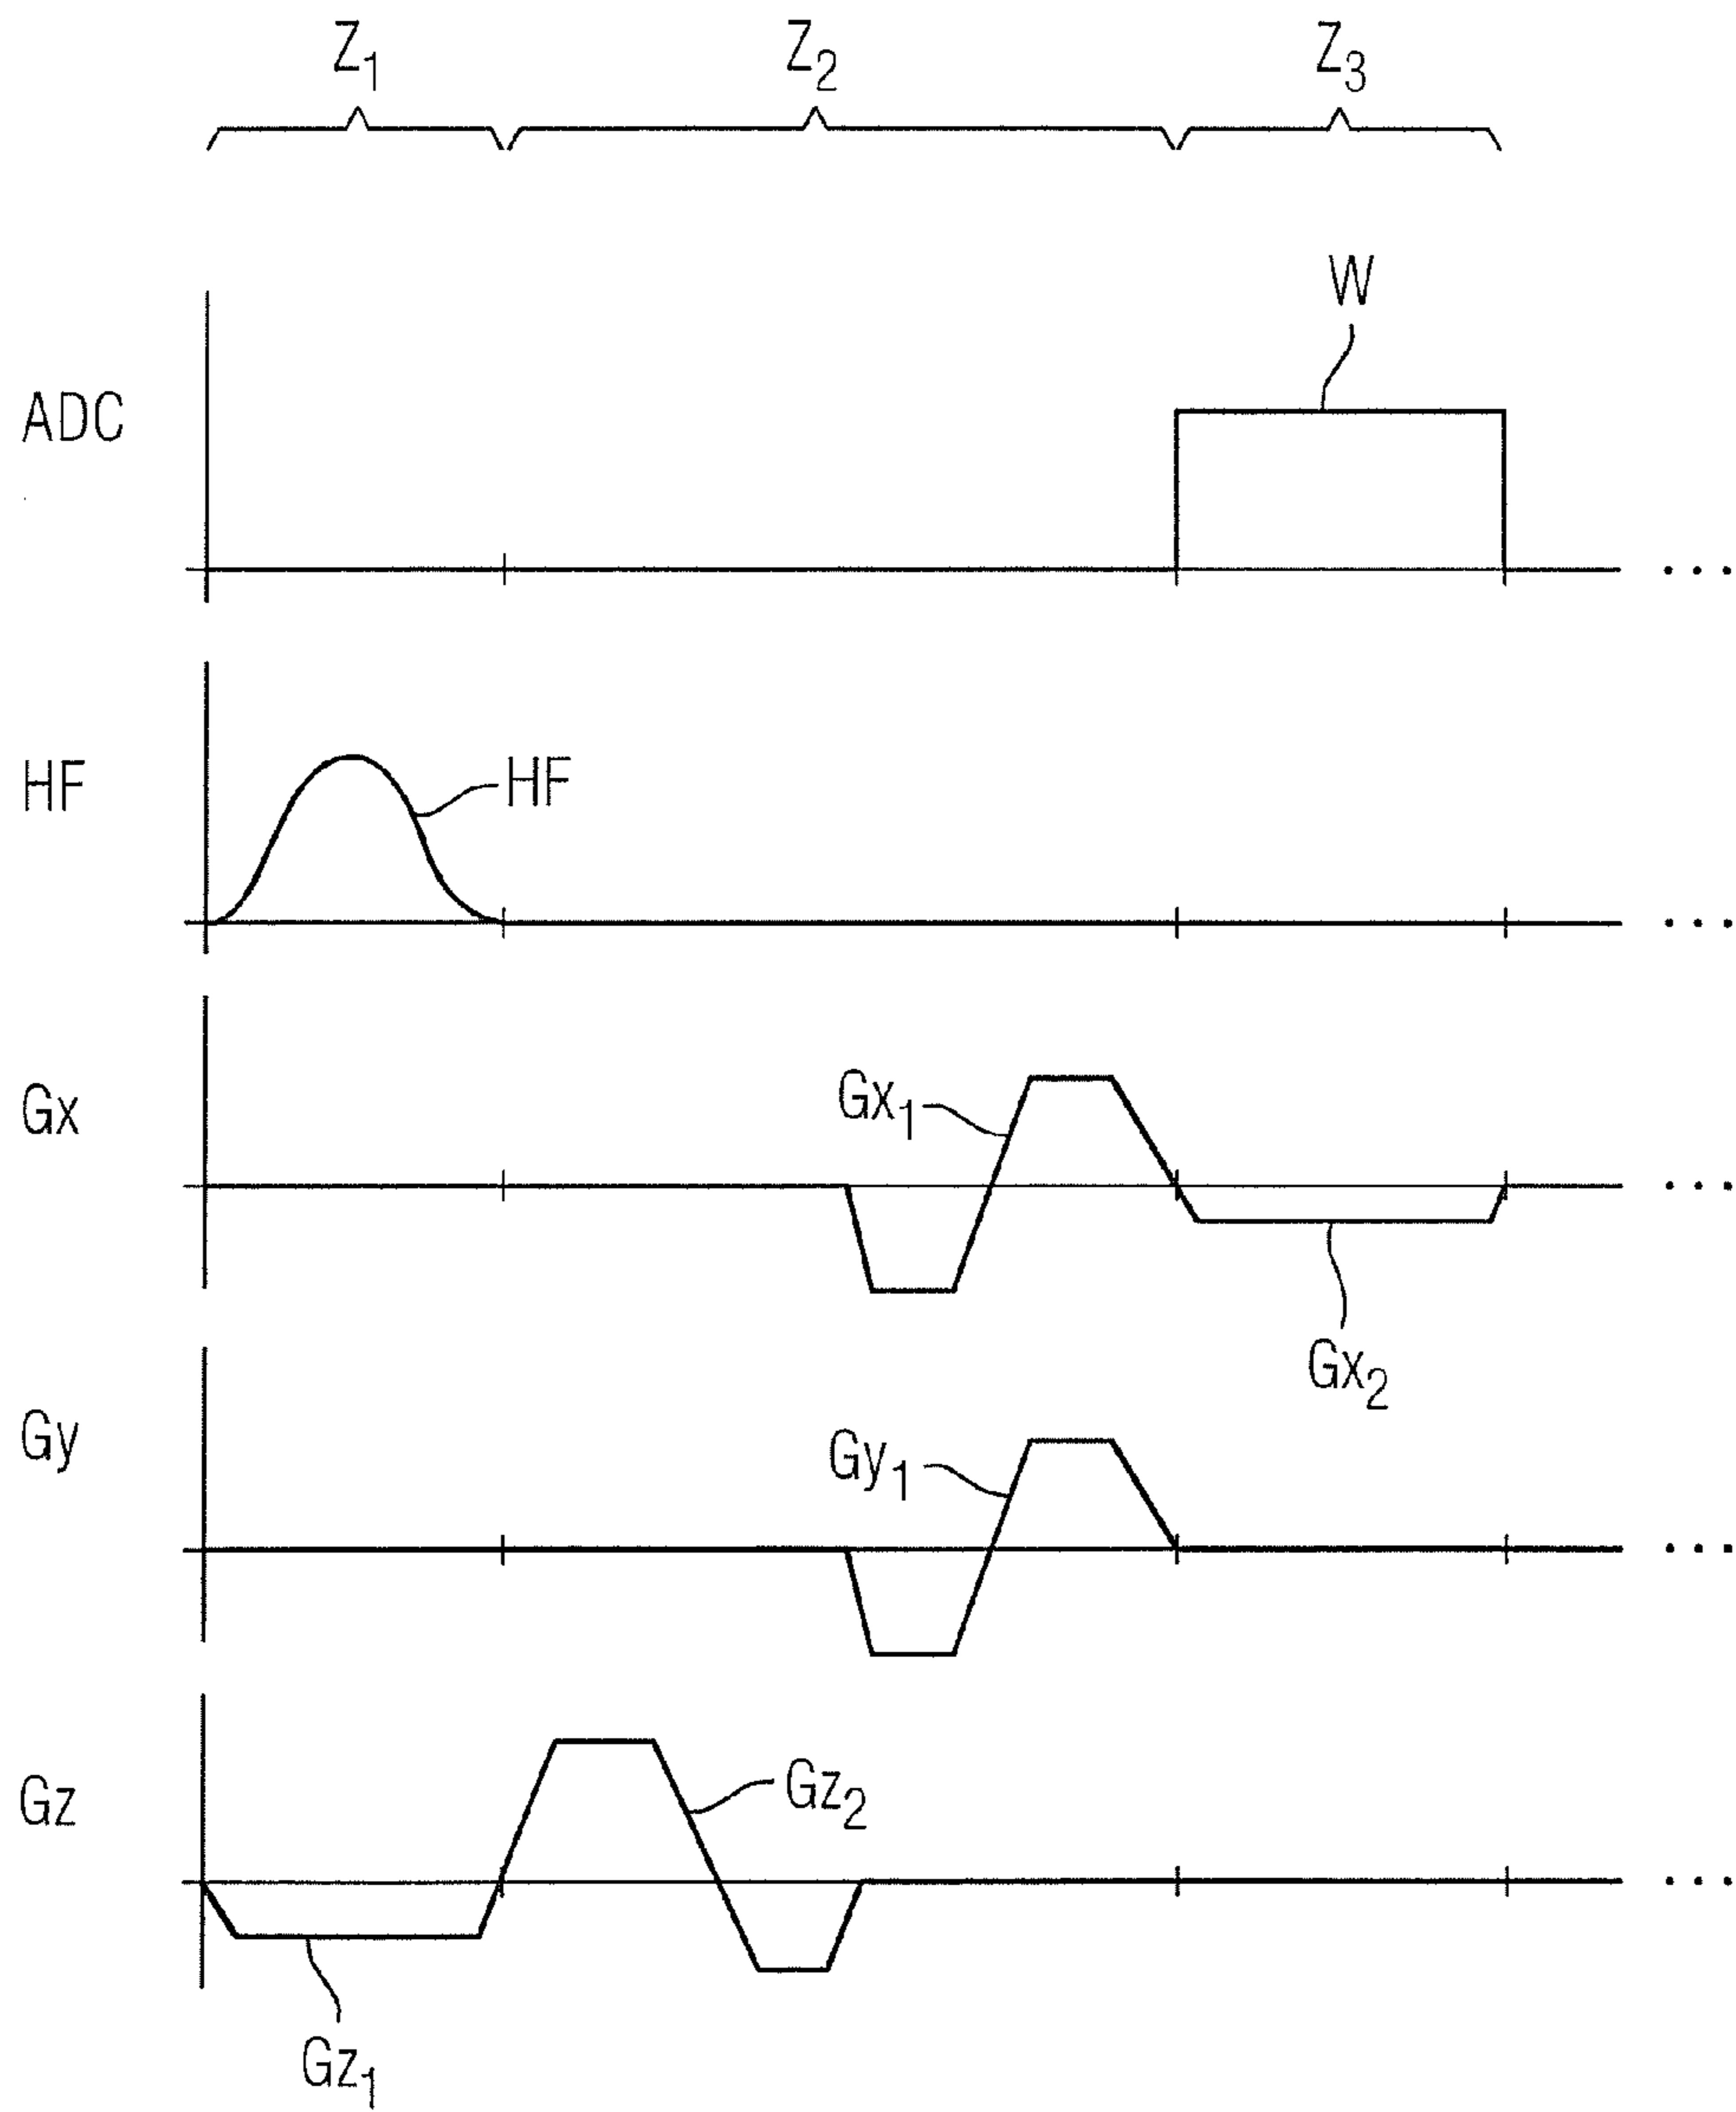 Z1 Z2 Z3
W
ADC
HF HF
Gx Gx1
Gx2
Gy Gy1
Gz Gz2
Gz1